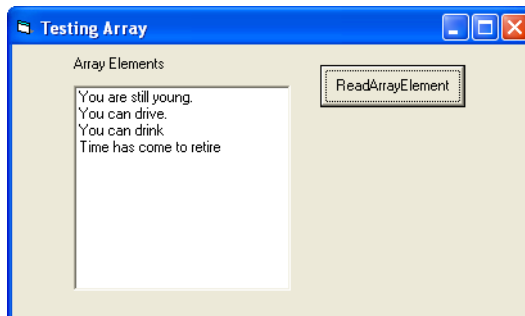 Testing Array
Array Elements
ReadArrayElement
You are still young.
You can drive.
You can drink
Time has come to retire